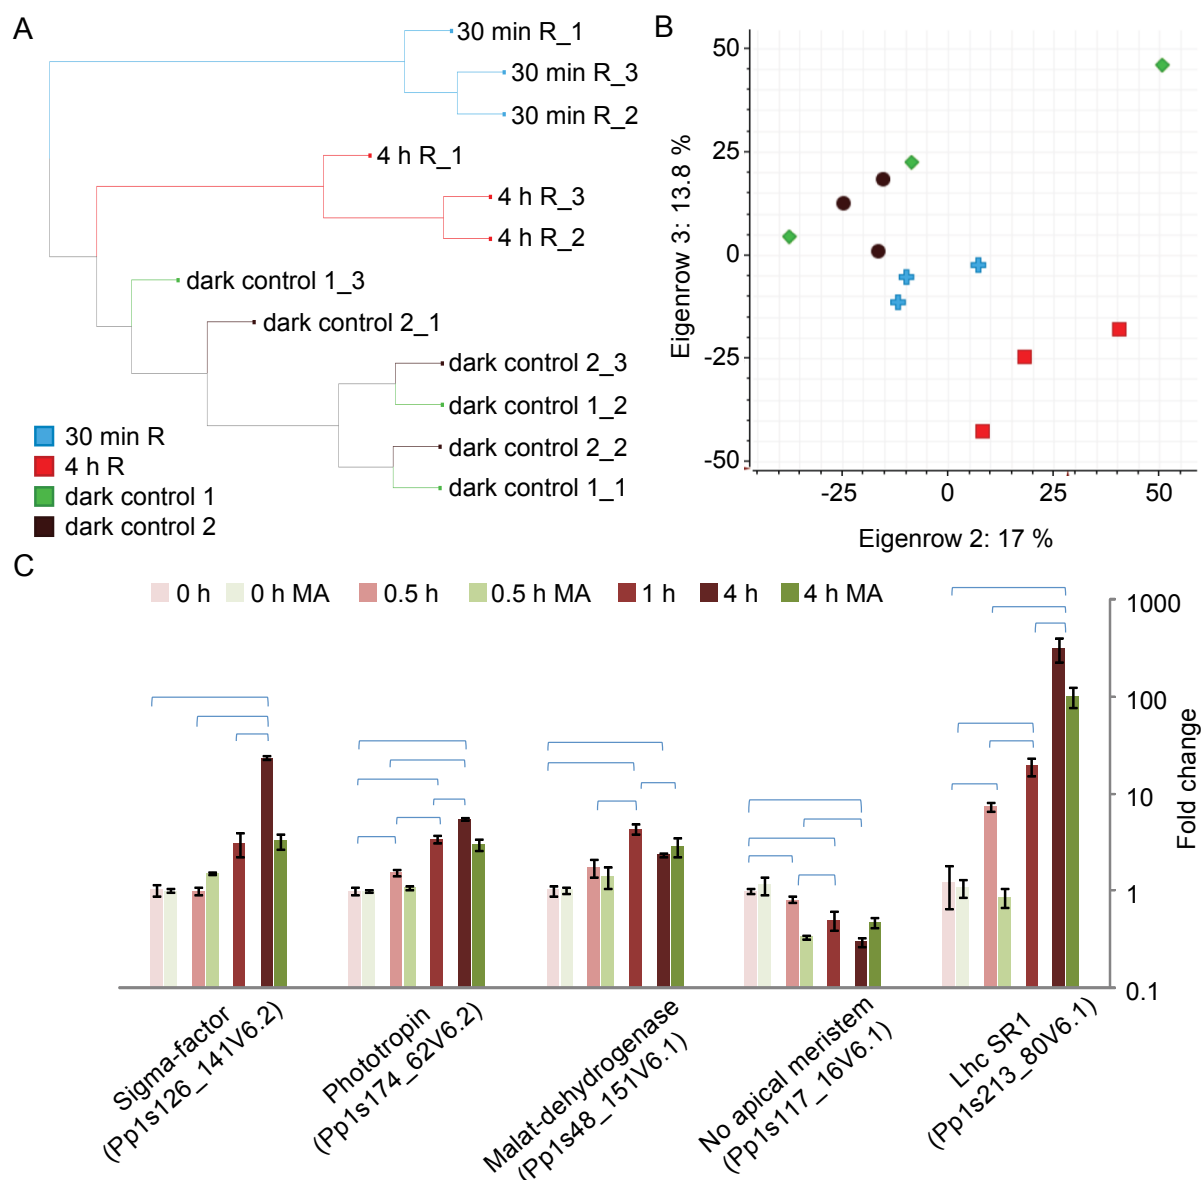 A
30 min R_1
30 min R_3
30 min R_2
4 h R_1
4 h R_3
4 h R_2
dark control 1_3
dark control 2_1
dark control 2_3
dark control 1_2
dark control 2_2
dark control 1_1
30 min R
4 h R
dark control 1
dark control 2
B
50
25
0
-25
-50
Eigenrow 3: 13.8 %
-25 0 25 50
Eigenrow 2: 17 %
C
0 h 0 h MA 0.5 h 0.5 h MA 1 h 4 h 4 h MA
1000
100
10
1
0.1
Fold change
Sigma-factor
(Pp1s126_141V6.2)
Phototropin
(Pp1s174_62V6.2)
Malat-dehydrogenase
(Pp1s48_151V6.1)
No apical meristem
(Pp1s117_16V6.1)
Lhc SR1
(Pp1s213_80V6.1)